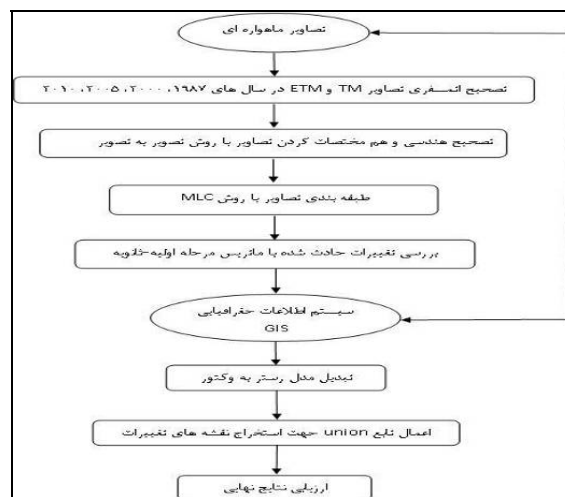 تصاویر ماهواره ای
تصحیح اتمسفری تصاویر TM و ETM در سال های ۱۹۸۷، ۲۰۰۰، ۲۰۰۵، ۲۰۱۰
تصحیح هندسی و هم مختصات کردن تصاویر با روش تصویر به تصویر
طبقه بندی تصاویر با روش MLC
بررسی تغییرات حادث شده با ماتریس مرحله اولیه-ثانویه
سیستم اطلاعات جغرافیایی
GIS
تبدیل مدل رستر به وکتور
اعمال تابع union جهت استخراج نقشه های تغییرات
ارزیابی نتایج نهایی